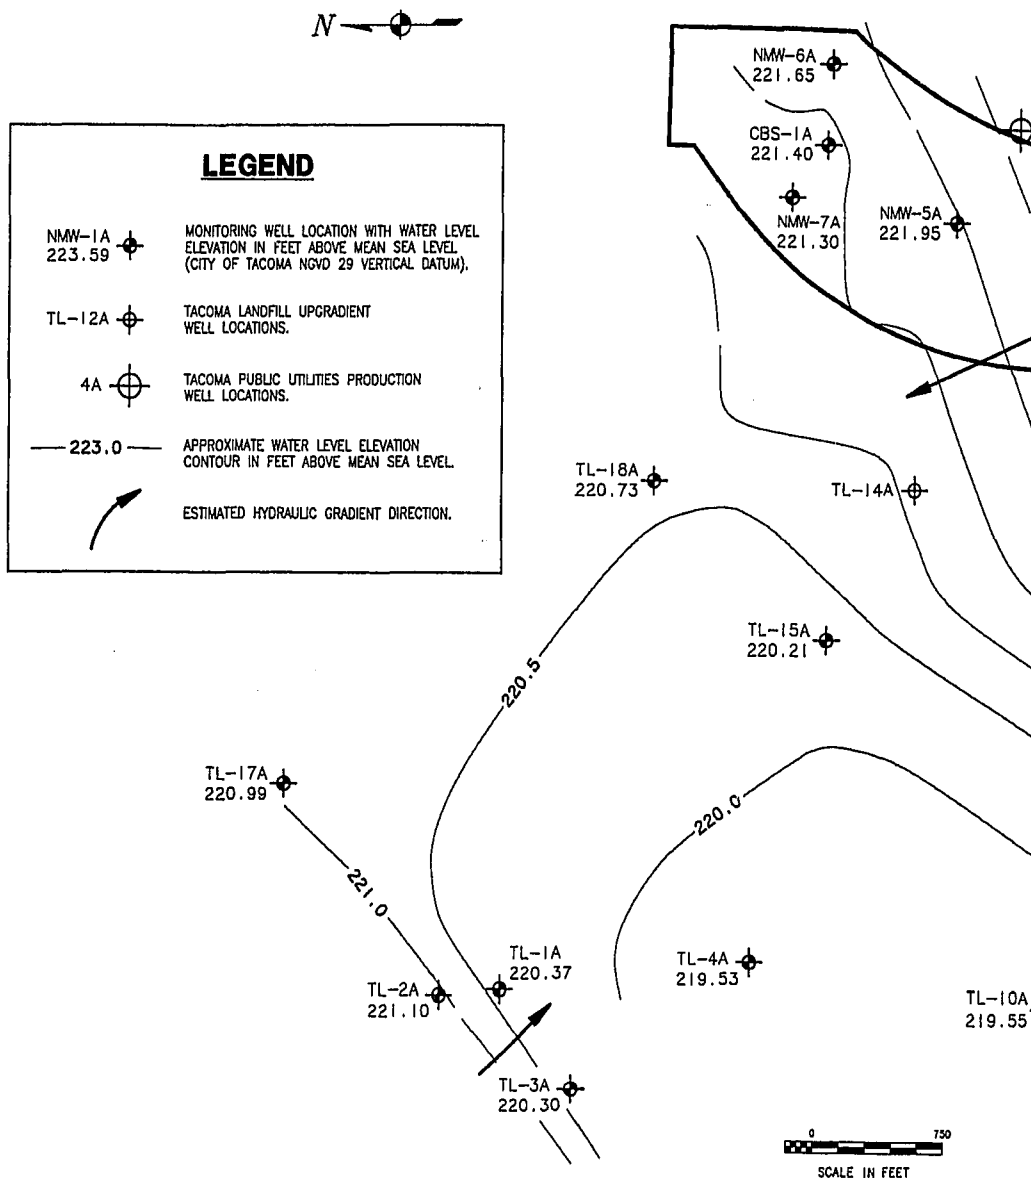 N
LEGEND
NMW-1A
223.59
MONITORING WELL LOCATION WITH WATER LEVEL
ELEVATION IN FEET ABOVE MEAN SEA LEVEL
(CITY OF TACOMA NGVD 29 VERTICAL DATUM).
TL-12A
TACOMA LANDFILL UPGRADIENT
WELL LOCATIONS.
4A
TACOMA PUBLIC UTILITIES PRODUCTION
WELL LOCATIONS.
223.0
APPROXIMATE WATER LEVEL ELEVATION
CONTOUR IN FEET ABOVE MEAN SEA LEVEL.
ESTIMATED HYDRAULIC GRADIENT DIRECTION.
NMW-6A
221.65
CBS-1A
221.40
NMW-7A
221.30
NMW-5A
221.95
TL-18A
220.73
TL-14A
TL-15A
220.21
220.5
TL-17A
220.99
220.0
221.0
TL-1A
220.37
TL-2A
221.10
TL-4A
219.53
TL-10A
219.55
TL-3A
220.30
0
750
SCALE IN FEET